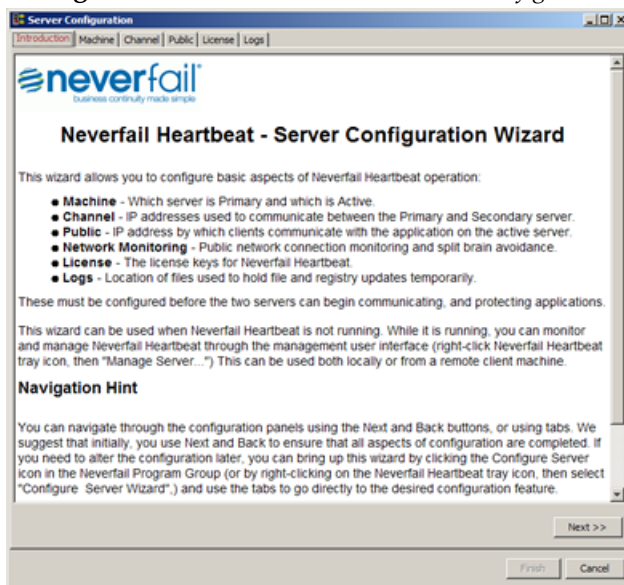 Server Configuration
Introduction Machine Channel Public License Logs
neverfail
business continuity made simple
Neverfail Heartbeat - Server Configuration Wizard
This wizard allows you to configure basic aspects of Neverfail Heartbeat operation:
● Machine - Which server is Primary and which is Active.
● Channel - IP addresses used to communicate between the Primary and Secondary server.
● Public - IP address by which clients communicate with the application on the active server.
● Network Monitoring - Public network connection monitoring and split brain avoidance.
● License - The license keys for Neverfail Heartbeat.
● Logs - Location of files used to hold file and registry updates temporarily.
These must be configured before the two servers can begin communicating, and protecting applications.
This wizard can be used when Neverfail Heartbeat is not running. While it is running, you can monitor
and manage Neverfail Heartbeat through the management user interface (right-click Neverfail Heartbeat
tray icon, then "Manage Server...") This can be used both locally or from a remote client machine.
Navigation Hint
You can navigate through the configuration panels using the Next and Back buttons, or using tabs. We
suggest that initially, you use Next and Back to ensure that all aspects of configuration are completed. If
you need to alter the configuration later, you can bring up this wizard by clicking the Configure Server
icon in the Neverfail Program Group (or by right-clicking on the Neverfail Heartbeat tray icon, then select
"Configure Server Wizard",) and use the tabs to go directly to the desired configuration feature.
Next >>
Finish Cancel